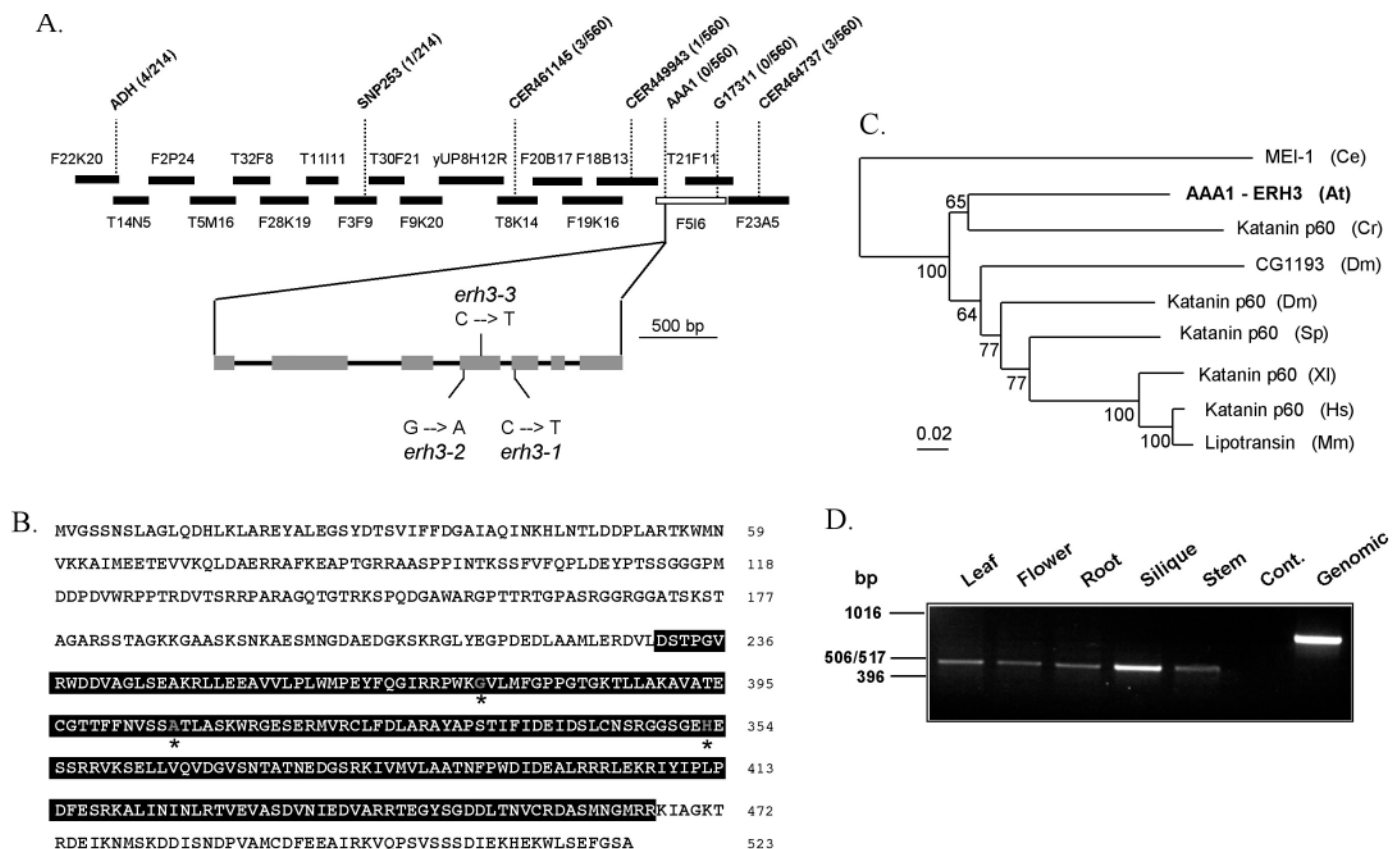 A.
ADH (4/214)
SNP253 (1/214)
CER461145 (3/560)
CER449943 (1/560)
AAA1 (0/560)
G17311 (0/560)
CER464737 (3/560)
F22K20 F2P24 T32F8 T11I11 T30F21 yUP8H12R F20B17 F18B13 T21F11
T14N5 T5M16 F28K19 F3F9 F9K20 T8K14 F19K16 F5I6 F23A5
erh3-3
C --> T
500 bp
G --> A C --> T
erh3-2 erh3-1
C.
MEI-1 (Ce)
AAA1 - ERH3 (At)
65
Katanin p60 (Cr)
100
CG1193 (Dm)
64
Katanin p60 (Dm)
77
Katanin p60 (Sp)
77
Katanin p60 (Xl)
100
Katanin p60 (Hs)
100
Lipotransin (Mm)
0.02
B.
MVGSSNSLAGLQDHLKLAREYALEGSYDTSVIFFDGAIAQINKHLNTLDDPLARTKWMN 59
VKKAIMEETEVVKQLDAERRAFKEAPTGRRAASPPINTKSSFVFQPLDEYPTSSGGGPM 118
DDPDVWRPPTRDVTSRRPARAGQTGTRKSPQDGAWARGPTTRTGPASRGGRGGATSKST 177
AGARSSTAGKKGAASKSNKAESMNGDAEDGKSKRGLYEGPDEDLAAMLERDVLDSTPGV 236
RWDDVAGLSEAKRLLEEAVVLPLWMPEYFQGIRRPWKGVLMFGPPGTGKTLLAKAVATE 395
*
CGTTFFNVSSATLASKWRGESERMVRCLFDLARAYAPSTIFIDEIDSLCNSRGGSGEHE 354
* *
SSRRVKSELLVQVDGVSNTATNEDGSRKIVMVLAATNFPWDIDEALRRRLEKRIYIPLP 413
DFESRKALININLRTVEVASDVNIEDVARRTEGYSGDDLTNVCRDASMNGMRRKIAGKT 472
RDEIKNMSKDDISNDPVAMCDFEEAIRKVQPSVSSSDIEKHEKWLSEFGSA 523
D.
bp Leaf Flower Root Silique Stem Cont. Genomic
1016
506/517
396